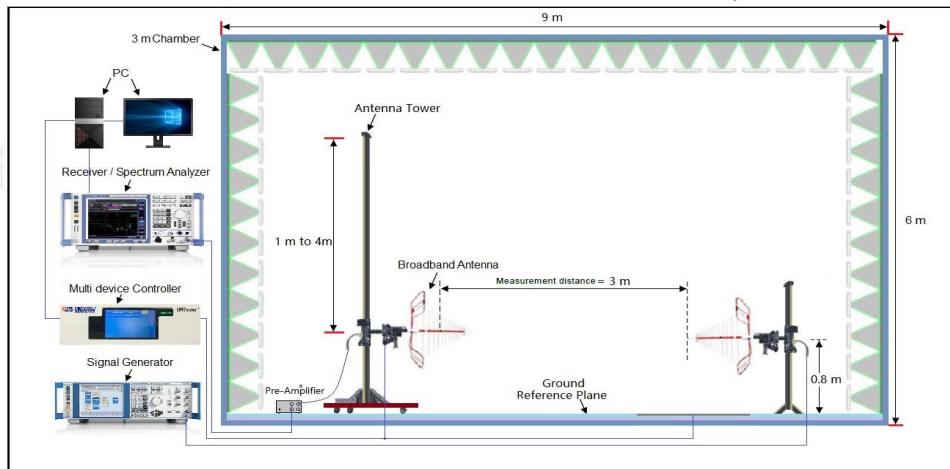 9 m
3 m Chamber
PC
Antenna Tower
Receiver / Spectrum Analyzer
6 m
1 m to 4m
Broadband Antenna
Measurement distance = 3 m
Multi device Controller
Signal Generator
Pre-Amplifier
Ground
Reference Plane
0.8 m